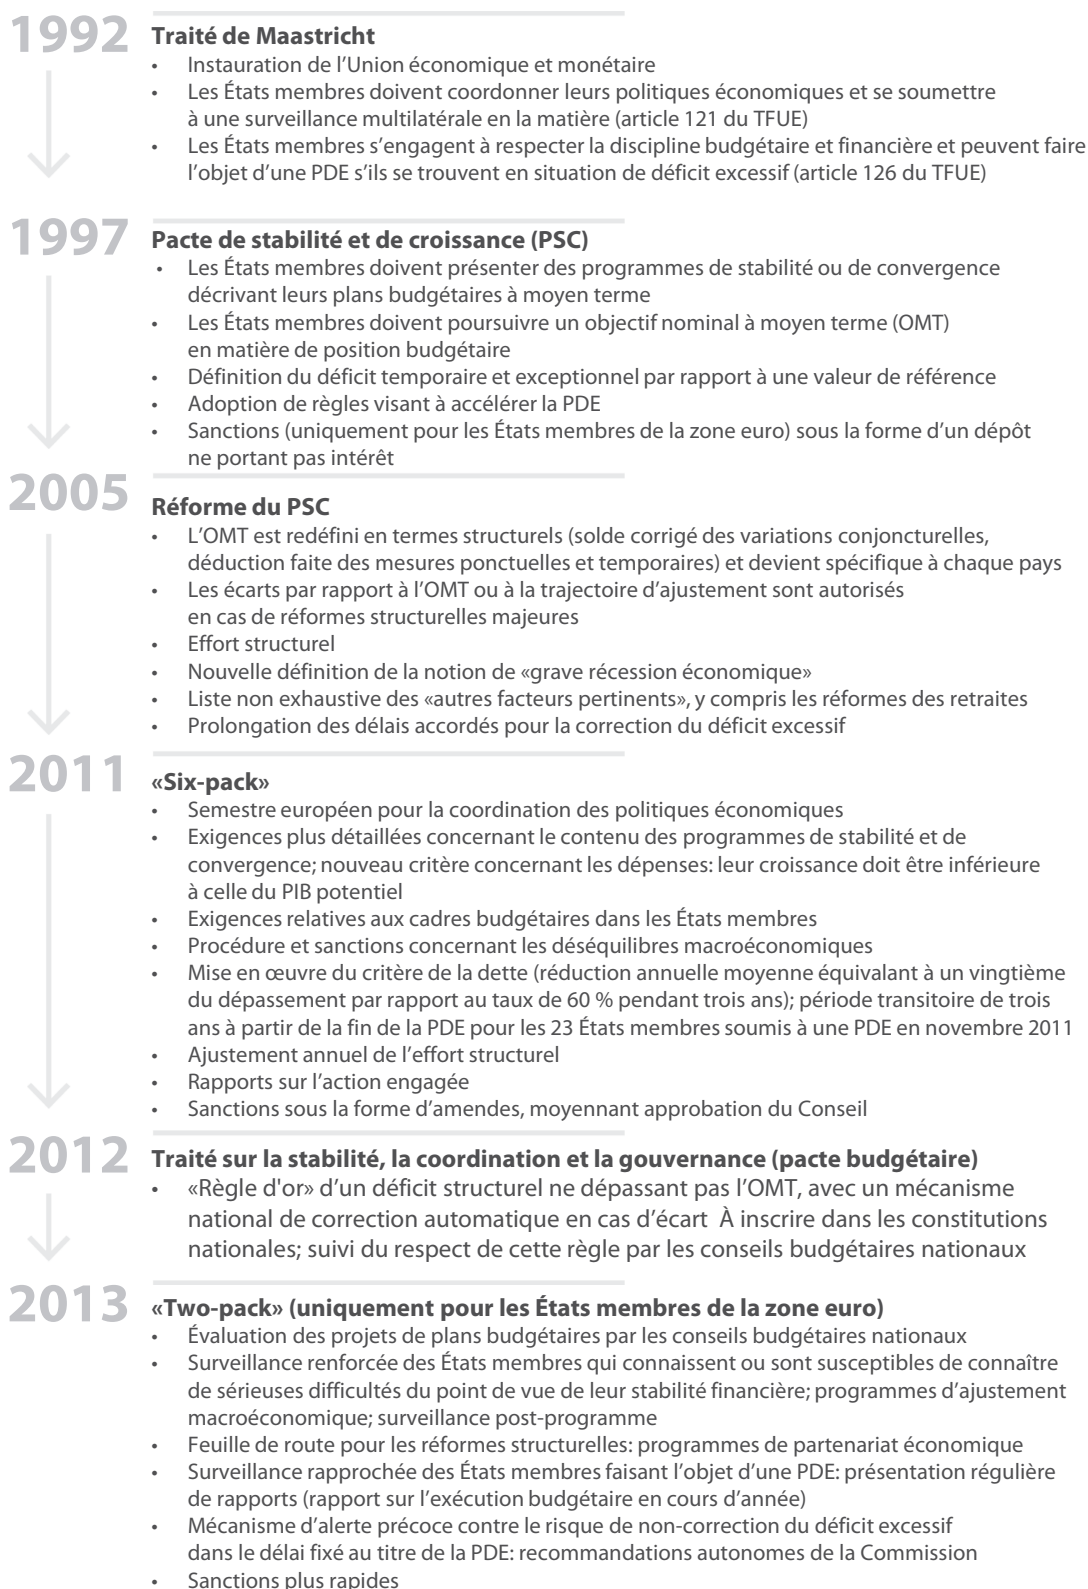 1992
Traité de Maastricht
• Instauration de l’Union économique et monétaire
• Les États membres doivent coordonner leurs politiques économiques et se soumettre
à une surveillance multilatérale en la matière (article 121 du TFUE)
• Les États membres s’engagent à respecter la discipline budgétaire et financière et peuvent faire
l’objet d’une PDE s’ils se trouvent en situation de déficit excessif (article 126 du TFUE)
1997
Pacte de stabilité et de croissance (PSC)
• Les États membres doivent présenter des programmes de stabilité ou de convergence
décrivant leurs plans budgétaires à moyen terme
• Les États membres doivent poursuivre un objectif nominal à moyen terme (OMT)
en matière de position budgétaire
• Définition du déficit temporaire et exceptionnel par rapport à une valeur de référence
• Adoption de règles visant à accélérer la PDE
• Sanctions (uniquement pour les États membres de la zone euro) sous la forme d’un dépôt
ne portant pas intérêt
2005
Réforme du PSC
• L’OMT est redéfini en termes structurels (solde corrigé des variations conjoncturelles,
déduction faite des mesures ponctuelles et temporaires) et devient spécifique à chaque pays
• Les écarts par rapport à l’OMT ou à la trajectoire d’ajustement sont autorisés
en cas de réformes structurelles majeures
• Effort structurel
• Nouvelle définition de la notion de «grave récession économique»
• Liste non exhaustive des «autres facteurs pertinents», y compris les réformes des retraites
• Prolongation des délais accordés pour la correction du déficit excessif
2011
«Six-pack»
• Semestre européen pour la coordination des politiques économiques
• Exigences plus détaillées concernant le contenu des programmes de stabilité et de
convergence; nouveau critère concernant les dépenses: leur croissance doit être inférieure
à celle du PIB potentiel
• Exigences relatives aux cadres budgétaires dans les États membres
• Procédure et sanctions concernant les déséquilibres macroéconomiques
• Mise en œuvre du critère de la dette (réduction annuelle moyenne équivalant à un vingtième
du dépassement par rapport au taux de 60 % pendant trois ans); période transitoire de trois
ans à partir de la fin de la PDE pour les 23 États membres soumis à une PDE en novembre 2011
• Ajustement annuel de l’effort structurel
• Rapports sur l’action engagée
• Sanctions sous la forme d’amendes, moyennant approbation du Conseil
2012
Traité sur la stabilité, la coordination et la gouvernance (pacte budgétaire)
• «Règle d'or» d’un déficit structurel ne dépassant pas l’OMT, avec un mécanisme
national de correction automatique en cas d’écart À inscrire dans les constitutions
nationales; suivi du respect de cette règle par les conseils budgétaires nationaux
2013
«Two-pack» (uniquement pour les États membres de la zone euro)
• Évaluation des projets de plans budgétaires par les conseils budgétaires nationaux
• Surveillance renforcée des États membres qui connaissent ou sont susceptibles de connaître
de sérieuses difficultés du point de vue de leur stabilité financière; programmes d’ajustement
macroéconomique; surveillance post-programme
• Feuille de route pour les réformes structurelles: programmes de partenariat économique
• Surveillance rapprochée des États membres faisant l’objet d’une PDE: présentation régulière
de rapports (rapport sur l’exécution budgétaire en cours d’année)
• Mécanisme d’alerte précoce contre le risque de non-correction du déficit excessif
dans le délai fixé au titre de la PDE: recommandations autonomes de la Commission
• Sanctions plus rapides